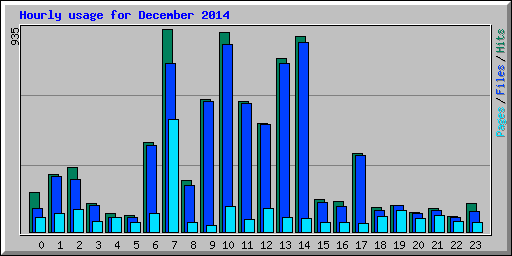 Hourly usage for December 2014
935
Pages / Files / Hits
0 1 2 3 4 5 6 7 8 9 10 11 12 13 14 15 16 17 18 19 20 21 22 23